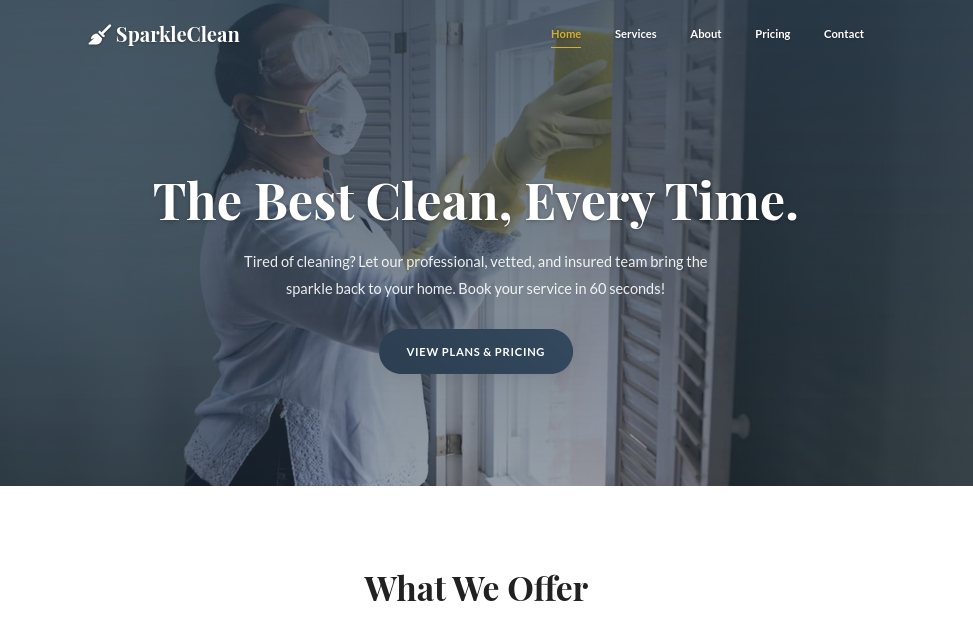 SparkleClean
Home Services About Pricing Contact
The Best Clean, Every Time.
Tired of cleaning? Let our professional, vetted, and insured team bring the
sparkle back to your home. Book your service in 60 seconds!
VIEW PLANS & PRICING
What We Offer